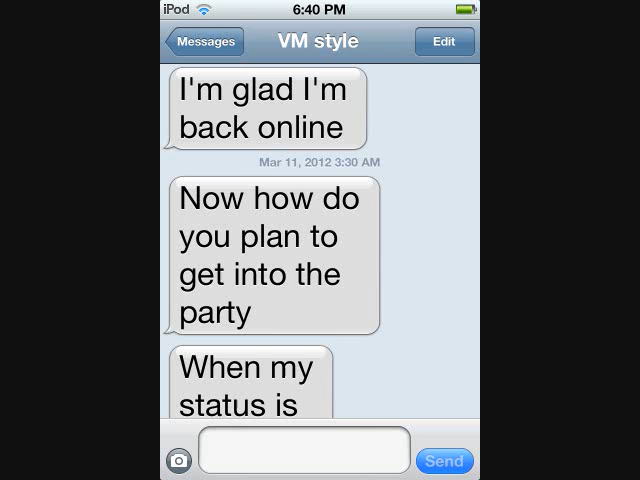 iPod 6:40 PM
Messages VM style Edit
I'm glad I'm
back online
Mar 11, 2012 3:30 AM
Now how do
you plan to
get into the
party
When my
status is
Send